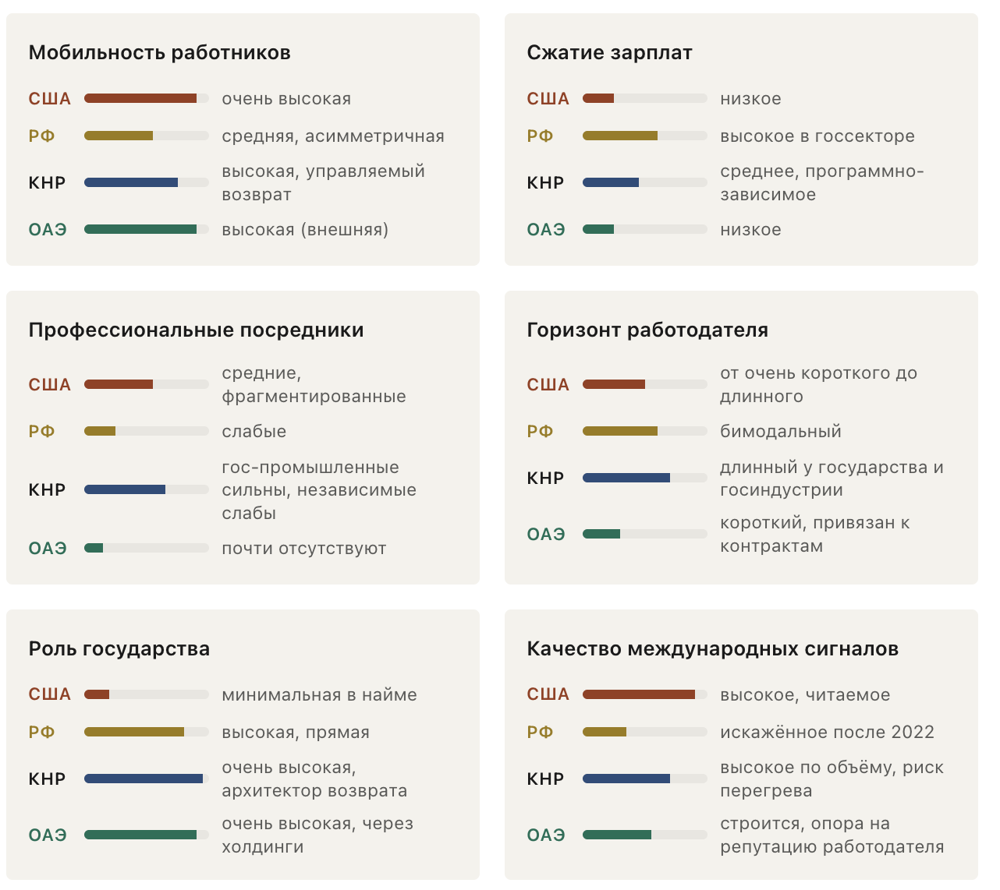 Мобильность работников
США очень высокая
РФ средняя, асимметричная
КНР высокая, управляемый
возврат
ОАЭ высокая (внешняя)
Сжатие зарплат
США низкое
РФ высокое в госсекторе
КНР среднее, программно-
зависимое
ОАЭ низкое
Профессиональные посредники
США средние,
фрагментированные
РФ слабые
КНР гос-промышленные
сильны, независимые
слабы
ОАЭ почти отсутствуют
Горизонт работодателя
США от очень короткого до
длинного
РФ бимодальный
КНР длинный у государства и
госиндустрии
ОАЭ короткий, привязан к
контрактам
Роль государства
США минимальная в найме
РФ высокая, прямая
КНР очень высокая,
архитектор возврата
ОАЭ очень высокая, через
холдинги
Качество международных сигналов
США высокое, читаемое
РФ искажённое после 2022
КНР высокое по объёму, риск
перегрева
ОАЭ строится, опора на
репутацию работодателя